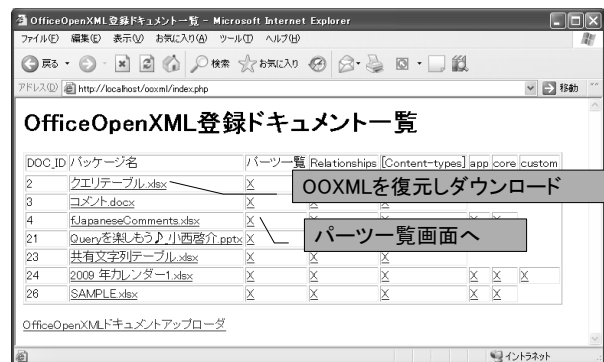 OfficeOpenXML登録ドキュメント一覧 - Microsoft Internet Explorer
ファイル(F) 編集(E) 表示(V) お気に入り(A) ツール(T) ヘルプ(H)
戻る 検索 お気に入り
アドレス(D) http://localhost/ooxml/index.php 移動
OfficeOpenXML登録ドキュメント一覧
DOC_ID パッケージ名 パーツ一覧 Relationships [Content-types] app core custom
2 クエリテーブル.xlsx X
OOXMLを復元しダウンロード
3 コメント.docx X
4 fJapaneseComments.xlsx X
パーツ一覧画面へ
21 Queryを楽しもう♪_小西啓介.pptx X
23 共有文字列テーブル.xlsx X X X
24 2009 年カレンダー1.xlsx X X X X X X
26 SAMPLE.xlsx X X X X X
OfficeOpenXMLドキュメントアップローダ
イントラネット